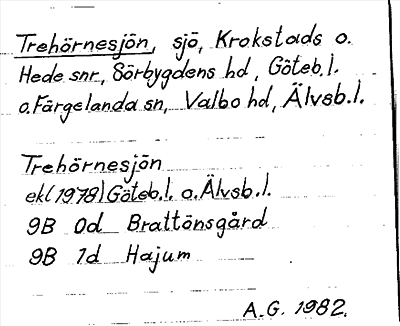 Trehörnesjön, sjö, Krokstads o.
Hede snr, Sörbygdens hd, Göteb.l.
o. Färgelanda sn, Valbo hd, Älvsb.l.
Trehörnesjön
ek(1978) Göteb.l. o. Älvsb.l.
9B 0d Brattönsgård
9B 1d Hajum
A.G. 1982.